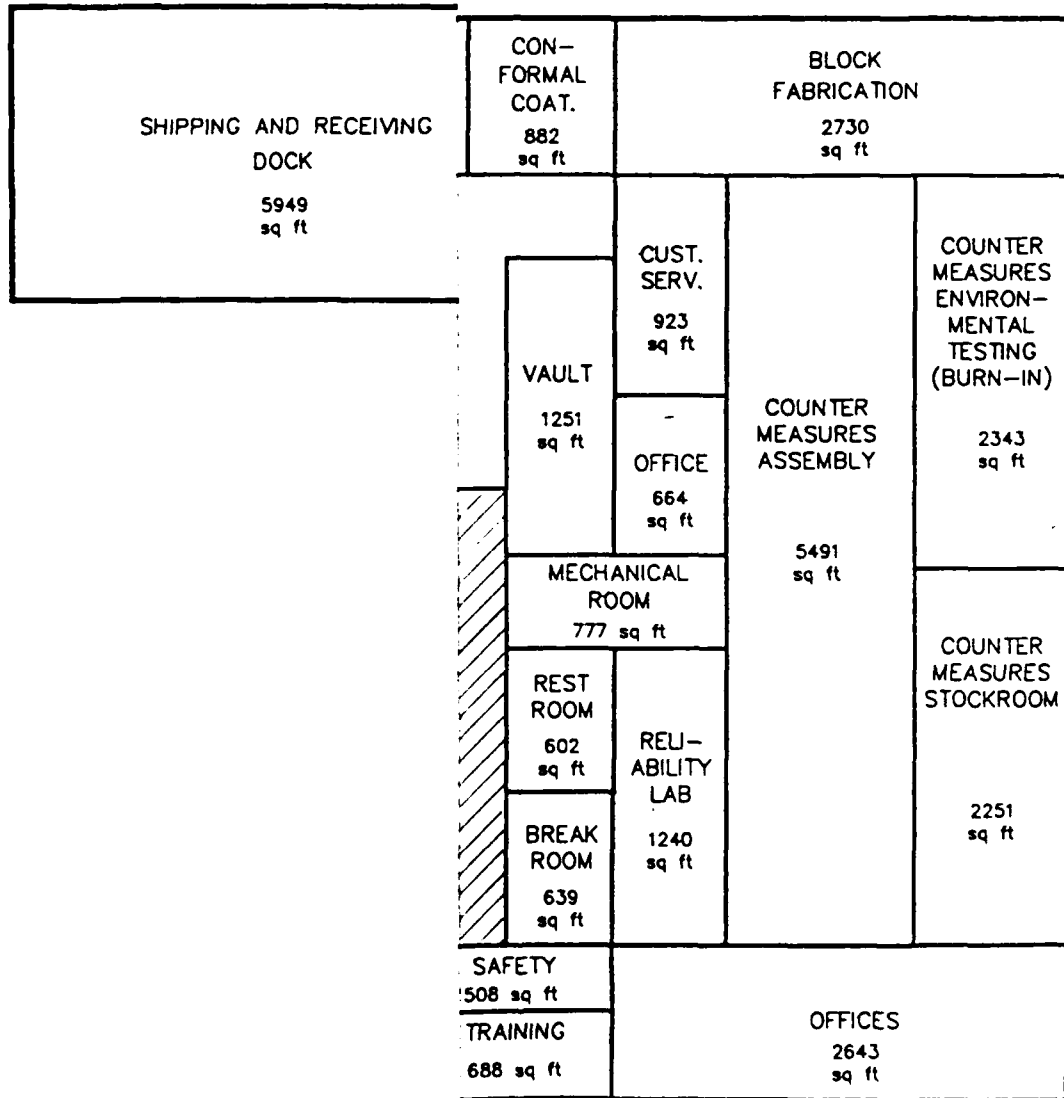 SHIPPING AND RECEIVING
DOCK
5949
sq ft
CON-
FORMAL
COAT.
882
sq ft
BLOCK
FABRICATION
2730
sq ft
CUST.
SERV.
923
sq ft
COUNTER
MEASURES
ENVIRON-
MENTAL
TESTING
(BURN-IN)
2343
sq ft
VAULT
1251
sq ft
OFFICE
664
sq ft
COUNTER
MEASURES
ASSEMBLY
5491
sq ft
MECHANICAL
ROOM
777 sq ft
REST
ROOM
602
sq ft
RELI-
ABILITY
LAB
1240
sq ft
COUNTER
MEASURES
STOCKROOM
2251
sq ft
BREAK
ROOM
639
sq ft
SAFETY
508 sq ft
TRAINING
688 sq ft
OFFICES
2643
sq ft